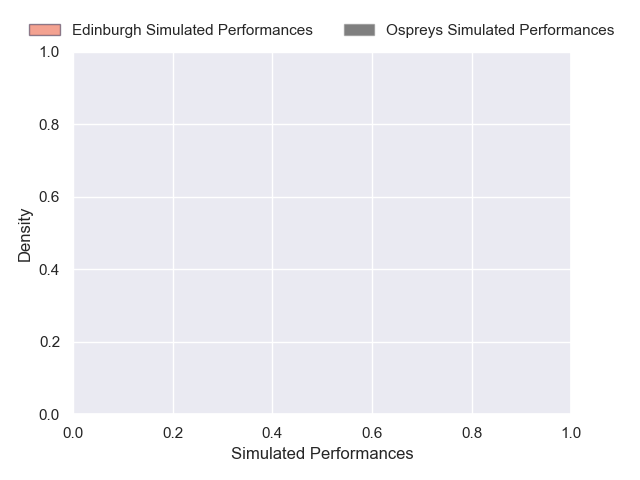 Edinburgh Simulated Performances
Ospreys Simulated Performances
1.0
0.8
0.6
0.4
0.2
0.0
Density
0.0 0.2 0.4 0.6 0.8 1.0
Simulated Performances